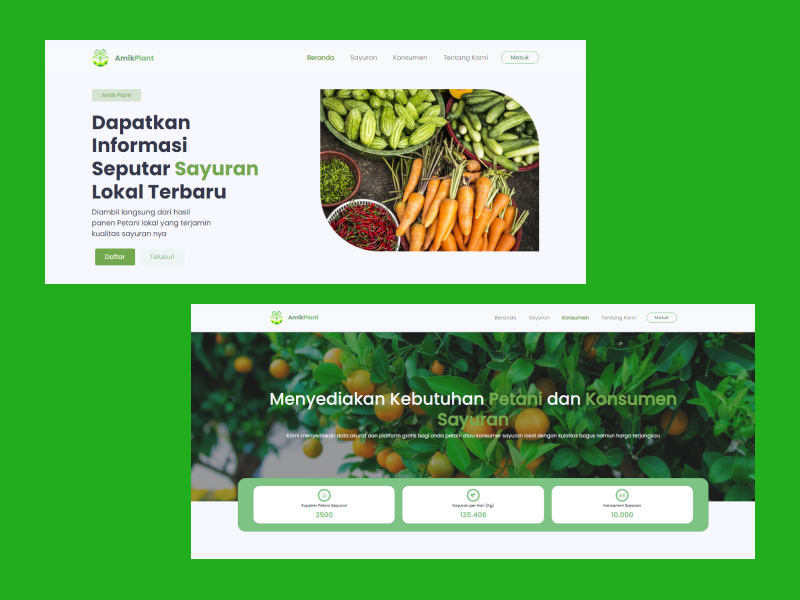 AmikPlant
Beranda Sayuran Konsumen Tentang Kami Masuk
Amik Plant
Dapatkan
Informasi
Seputar Sayuran
Lokal Terbaru
Diambil langsung dari hasil
panen Petani lokal yang terjamin
kualitas sayuran nya
Daftar Telusuri
AmikPlant
Beranda Sayuran Konsumen Tentang Kami Masuk
Menyediakan Kebutuhan Petani dan Konsumen
Sayuran
Kami menyediakan data akurat dan platform gratis bagi anda petani atau konsumer sayuran lokal dengan kulaitas bagus namun harga terjangkau
Supplier Petani Sayuran
2500
Sayuran per Hari (Kg)
135.408
Konsumen Sayuran
10.000